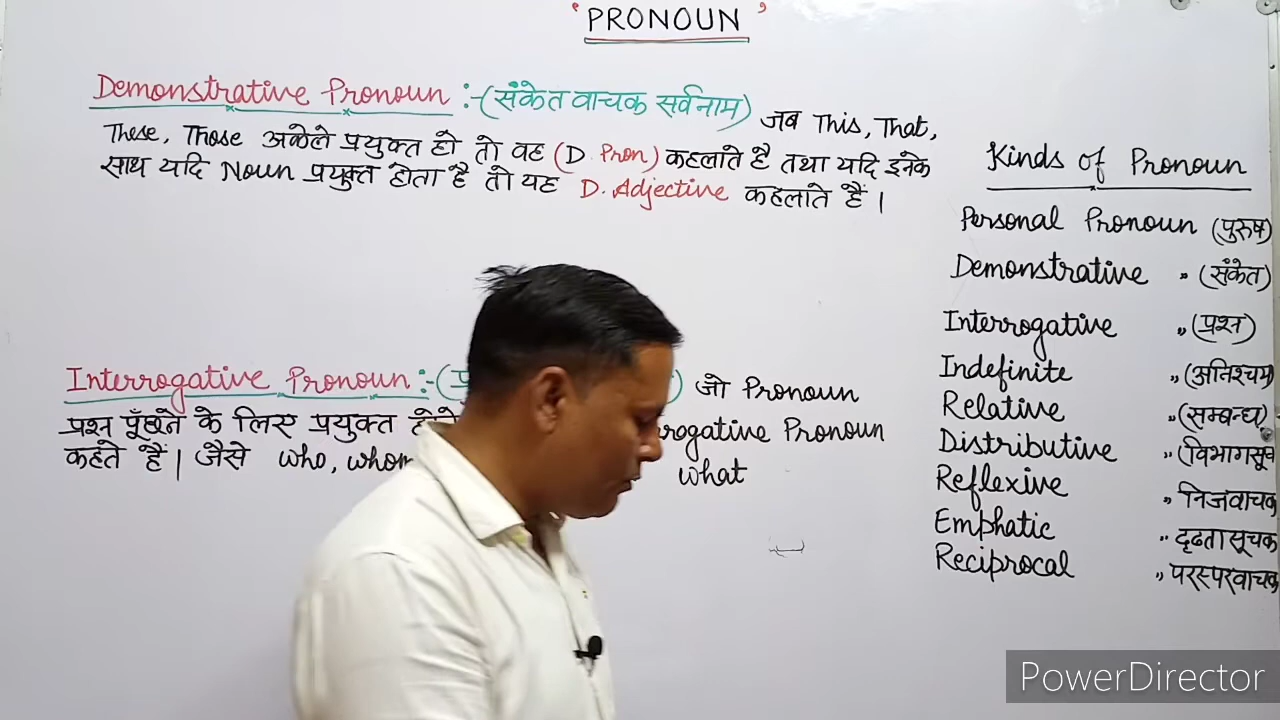 ' PRONOUN '
Demonstrative Pronoun :-(संकेत वाचक सर्वनाम) जब This, That,
These, Those अकेले प्रयुक्त हो तो वह (D. Pron) कहलाते है तथा यदि इनके
साथ यदि Noun प्रयुक्त होता है तो यह D. Adjective कहलाते हैं।
Interrogative Pronoun :-( ) जो Pronoun
प्रश्न पूँछने के लिए प्रयुक्त होते rogative Pronoun
कहते हैं। जैसे who, whom what
Kinds of Pronoun
Personal Pronoun (पुरुष)
Demonstrative " (संकेत)
Interrogative " (प्रश्न)
Indefinite " (अनिश्चय)
Relative " (सम्बन्ध)
Distributive " (विभागसूच
Reflexive " निजवाचक
Emphatic " दृढतासूचक
Reciprocal " परस्परवाचक
PowerDirector